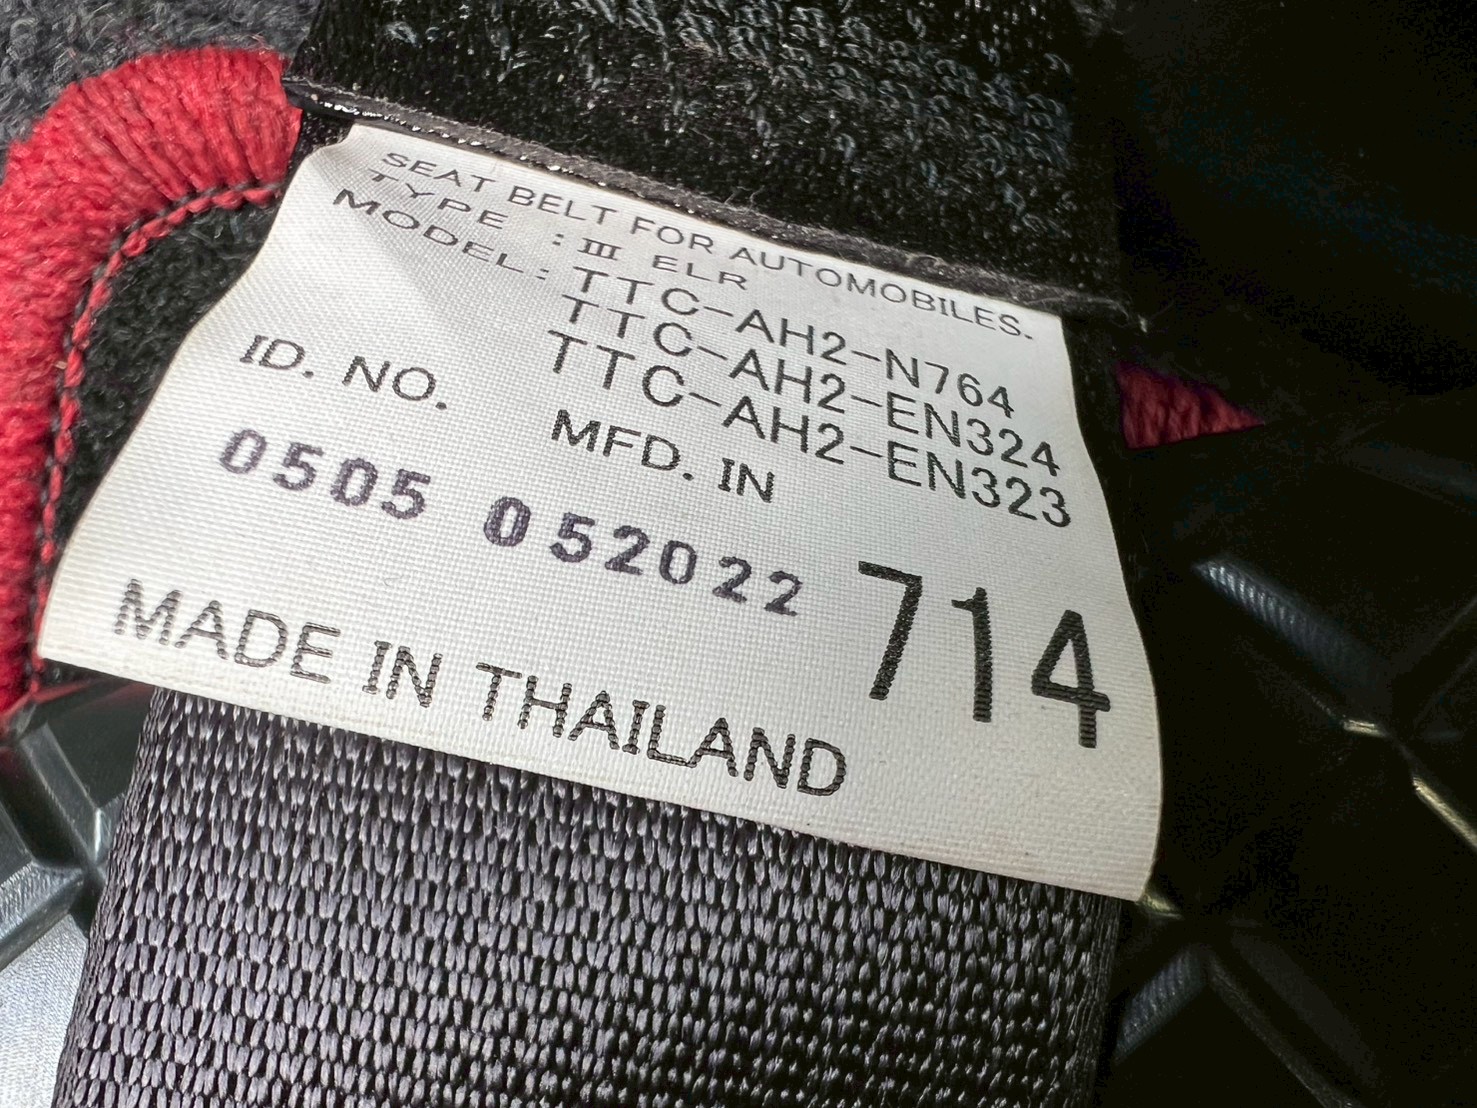 SEAT BELT FOR AUTOMOBILES.
TYPE : III ELR
MODEL: TTC-AH2-N764
TTC-AH2-EN324
TTC-AH2-EN323
ID. NO. MFD. IN
0505 052022
714
MADE IN THAILAND